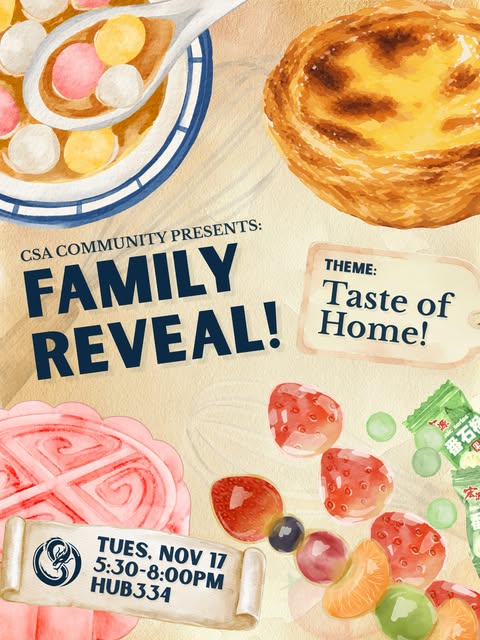 CSA COMMUNITY PRESENTS:
FAMILY
REVEAL!
THEME:
Taste of
Home!
TUES, NOV 17
5:30-8:00PM
HUB334